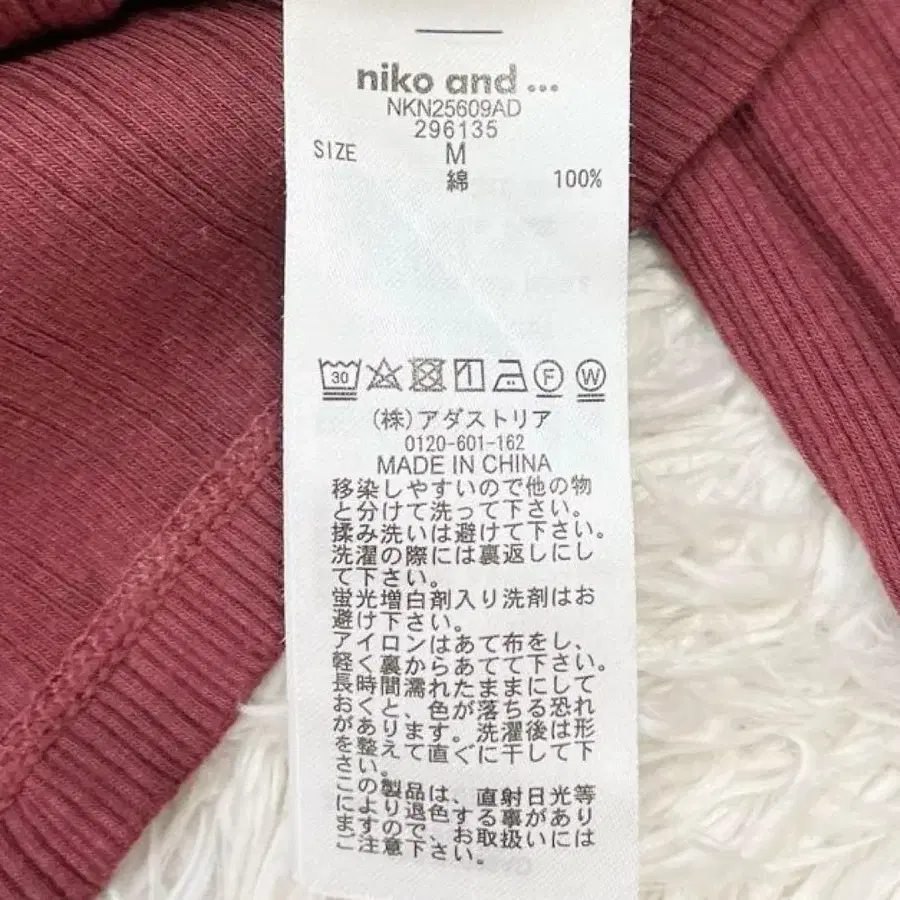 niko and ...
NKN25609AD
296135
SIZE M
綿 100%
30 F W
(株)アダストリア
0120-601-162
MADE IN CHINA
移染しやすいので他の物
と分けて洗って下さい。
揉み洗いは避けて下さい。
洗濯の際には裏返しにし
て下さい。
蛍光増白剤入り洗剤はお
避け下さい。
アイロンはあて布をし、
軽く裏からあてて下さい。
長時間濡れたままにして
おくと、色が落ちる恐れ
があります。洗濯後は形
を整えて直ぐに干して下
さい。
この製品は、直射日光等
により退色する事があり
ますので、お取扱いには
ご注意下さい。